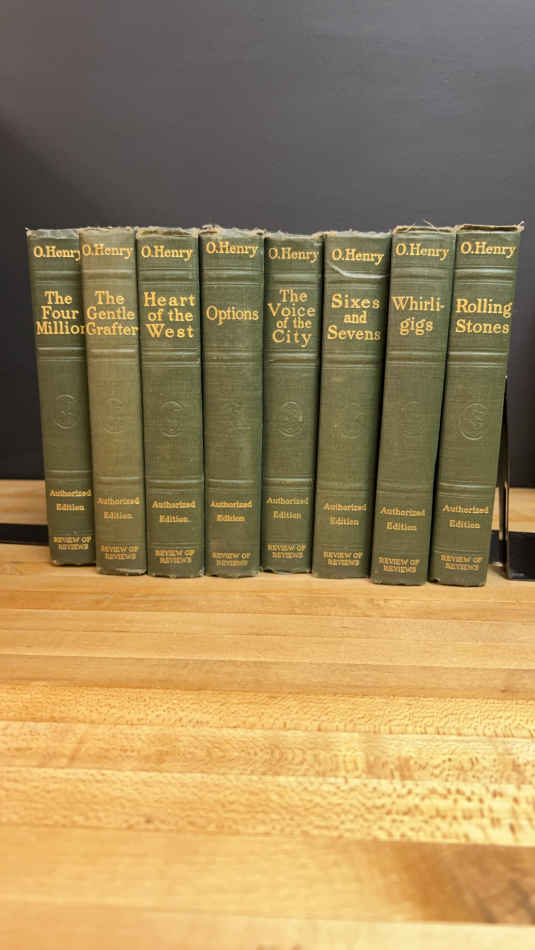 O.Henry
The
Four
Million
Authorized
Edition
REVIEW OF
REVIEWS
O.Henry
The
Gentle
Grafter
Authorized
Edition
REVIEW OF
REVIEWS
O.Henry
Heart
of the
West
Authorized
Edition
REVIEW OF
REVIEWS
O.Henry
Options
Authorized
Edition
REVIEW OF
REVIEWS
O.Henry
The
Voice
of the
City
Authorized
Edition
REVIEW OF
REVIEWS
O.Henry
Sixes
and
Sevens
Authorized
Edition
REVIEW OF
REVIEWS
O.Henry
Whirli-
gigs
Authorized
Edition
REVIEW OF
REVIEWS
O.Henry
Rolling
Stones
Authorized
Edition
REVIEW OF
REVIEWS